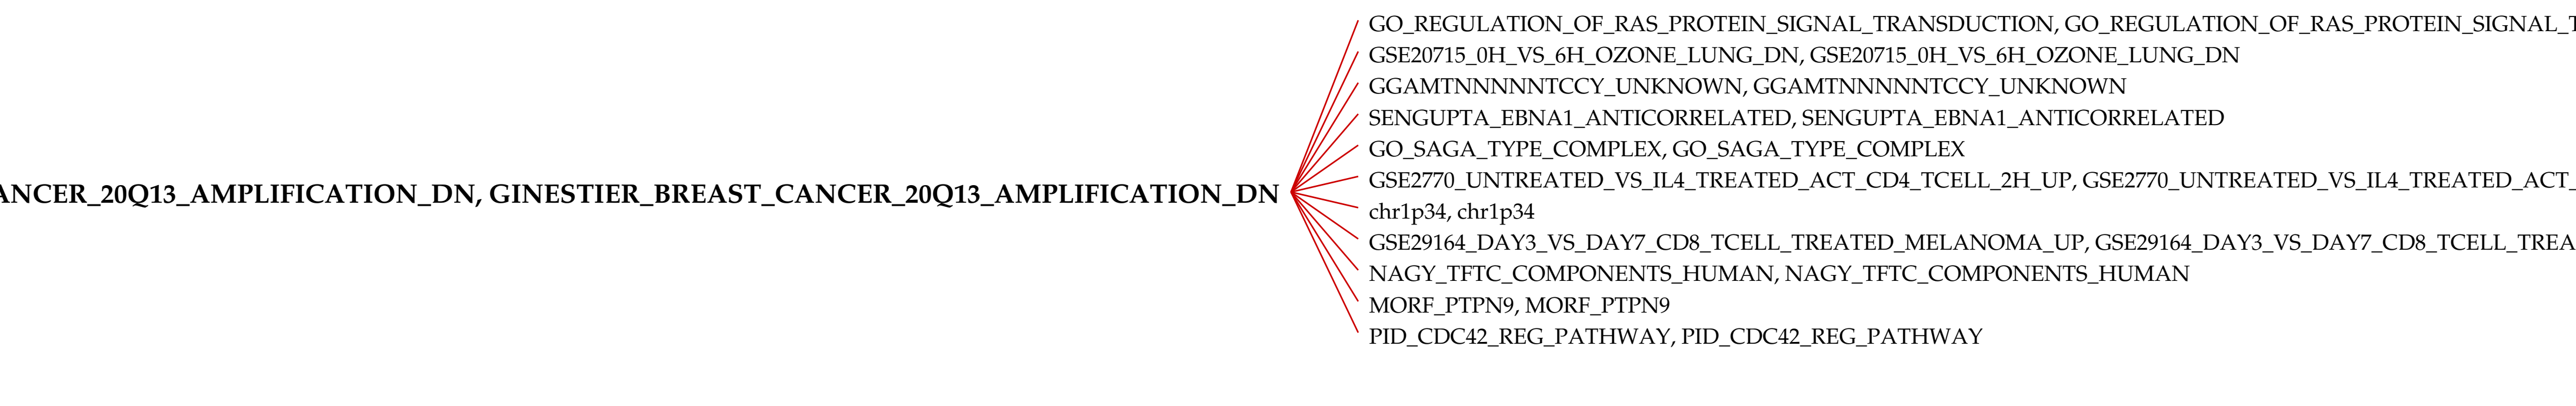 GO_REGULATION_OF_RAS_PROTEIN_SIGNAL_TRANSDUCTION, GO_REGULATION_OF_RAS_PROTEIN_SIGNAL_T
GSE20715_0H_VS_6H_OZONE_LUNG_DN, GSE20715_0H_VS_6H_OZONE_LUNG_DN
GGAMTNNNNNTCCY_UNKNOWN, GGAMTNNNNNTCCY_UNKNOWN
SENGUPTA_EBNA1_ANTICORRELATED, SENGUPTA_EBNA1_ANTICORRELATED
GO_SAGA_TYPE_COMPLEX, GO_SAGA_TYPE_COMPLEX
GSE2770_UNTREATED_VS_IL4_TREATED_ACT_CD4_TCELL_2H_UP, GSE2770_UNTREATED_VS_IL4_TREATED_ACT_
ANCER_20Q13_AMPLIFICATION_DN, GINESTIER_BREAST_CANCER_20Q13_AMPLIFICATION_DN
chr1p34, chr1p34
GSE29164_DAY3_VS_DAY7_CD8_TCELL_TREATED_MELANOMA_UP, GSE29164_DAY3_VS_DAY7_CD8_TCELL_TREA
NAGY_TFTC_COMPONENTS_HUMAN, NAGY_TFTC_COMPONENTS_HUMAN
MORF_PTPN9, MORF_PTPN9
PID_CDC42_REG_PATHWAY, PID_CDC42_REG_PATHWAY